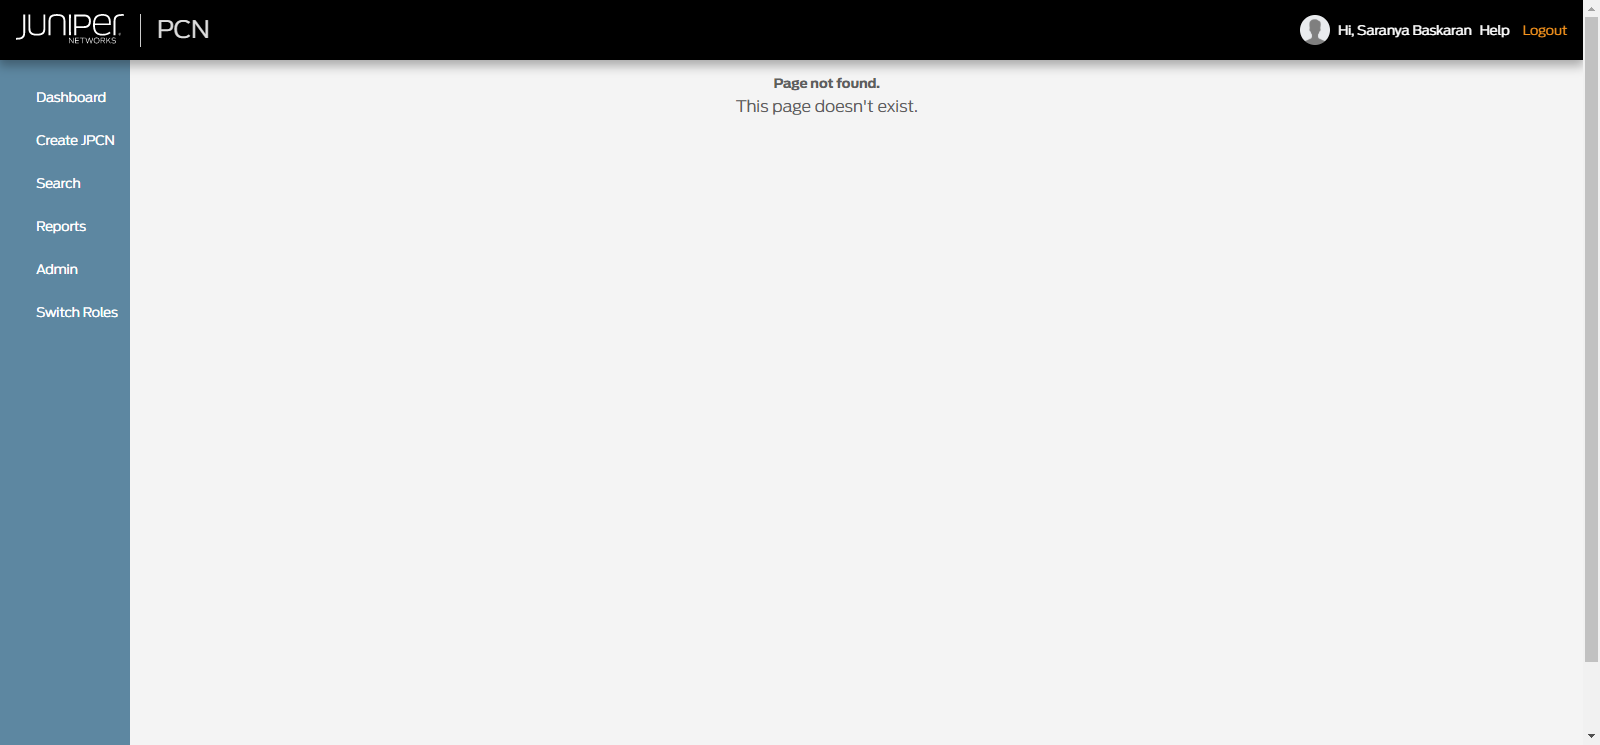 JUNIPEr
NETWORKS
PCN
Hi, Saranya Baskaran Help Logout
Dashboard
Create JPCN
Search
Reports
Admin
Switch Roles
Page not found.
This page doesn't exist.